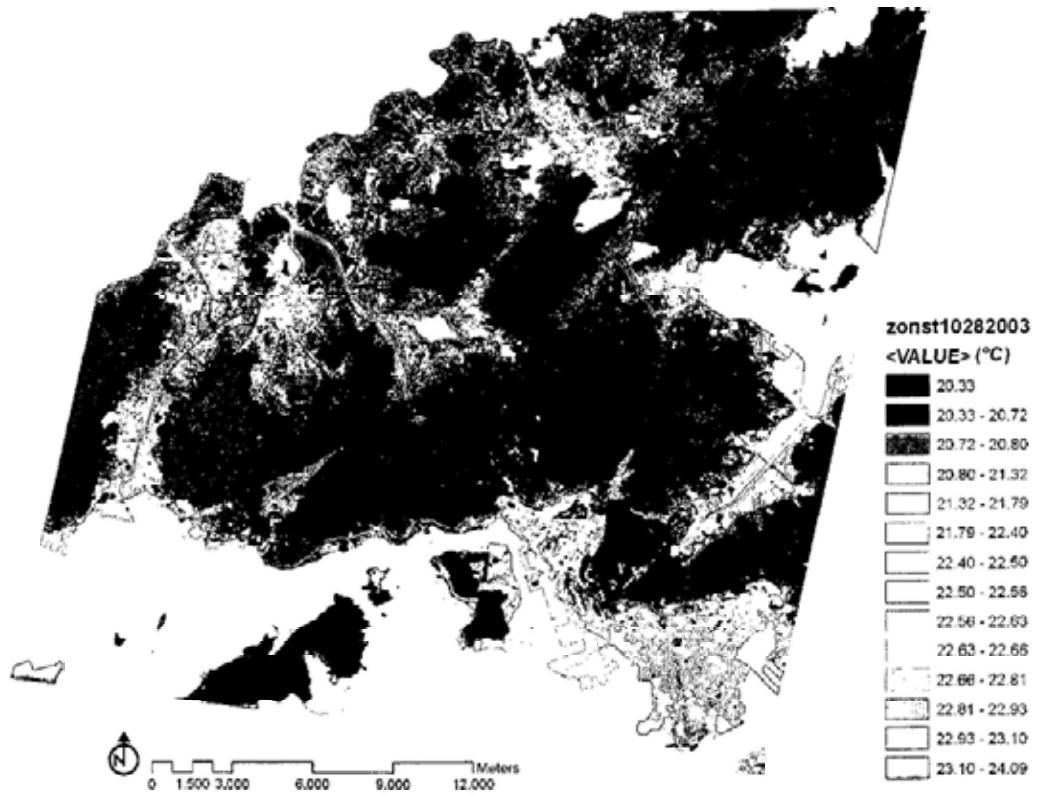 zonst10282003
<VALUE> (°C)
20.33
20.33 - 20.72
20.72 - 20.80
20.80 - 21.32
21.32 - 21.79
21.79 - 22.40
22.40 - 22.50
22.50 - 22.56
22.56 - 22.63
22.63 - 22.66
22.66 - 22.81
22.81 - 22.93
22.93 - 23.10
23.10 - 24.09
N
Meters
0 1.500 3.000 6.000 9.000 12.000